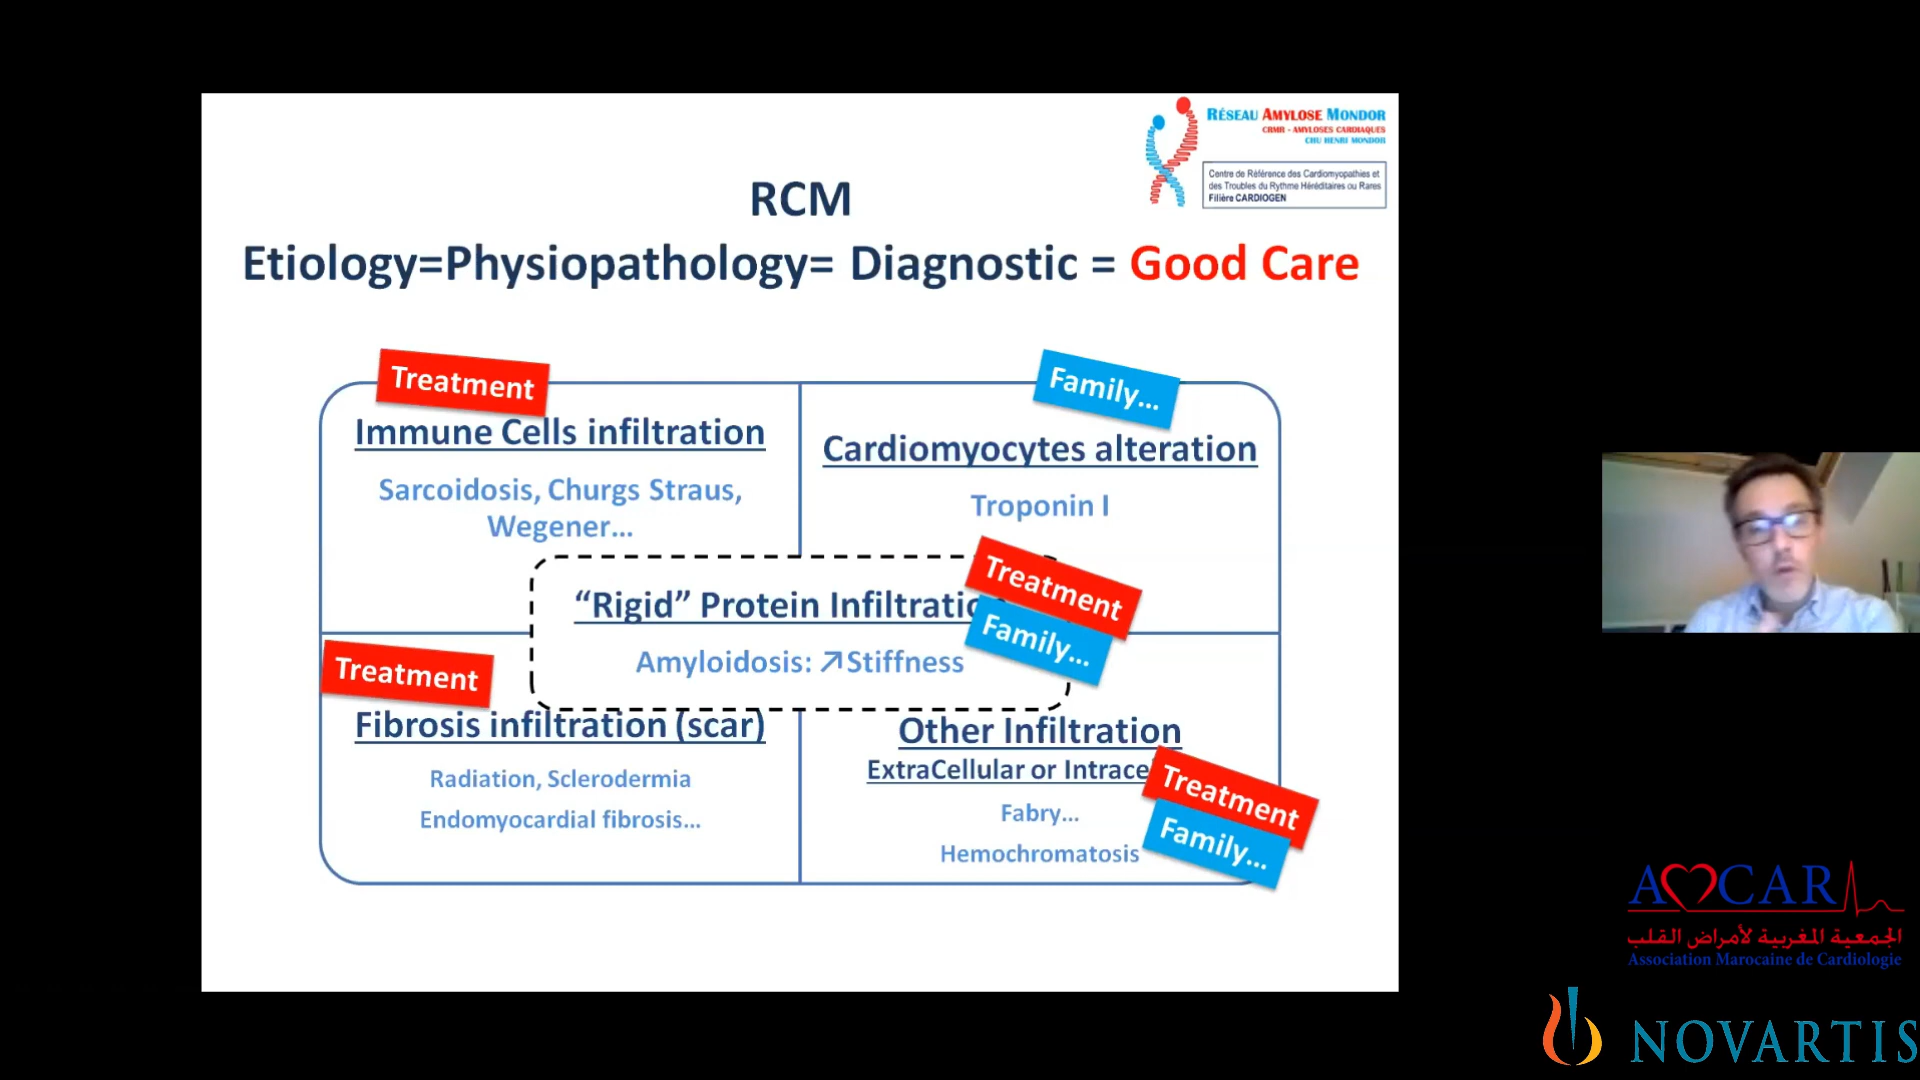 RÉSEAU AMYLOSE MONDOR
CRMR - AMYLOSES CARDIAQUES
CHU HENRI MONDOR
Centre de Référence des Cardiomyopathies et
des Troubles du Rythme Héréditaires ou Rares
Filière CARDIOGEN
RCM
Etiology=Physiopathology= Diagnostic = Good Care
Treatment
Immune Cells infiltration
Sarcoidosis, Churgs Straus,
Wegener...
Family...
Cardiomyocytes alteration
Troponin I
“Rigid” Protein Infiltratio
Amyloidosis: ↗Stiffness
Treatment
Family...
Treatment
Fibrosis infiltration (scar)
Radiation, Sclerodermia
Endomyocardial fibrosis...
Other Infiltration
ExtraCellular or Intrace
Fabry...
Hemochromatosis
Treatment
Family...
AMCAR
الجمعية المغربية لأمراض القلب
Association Marocaine de Cardiologie
NOVARTIS